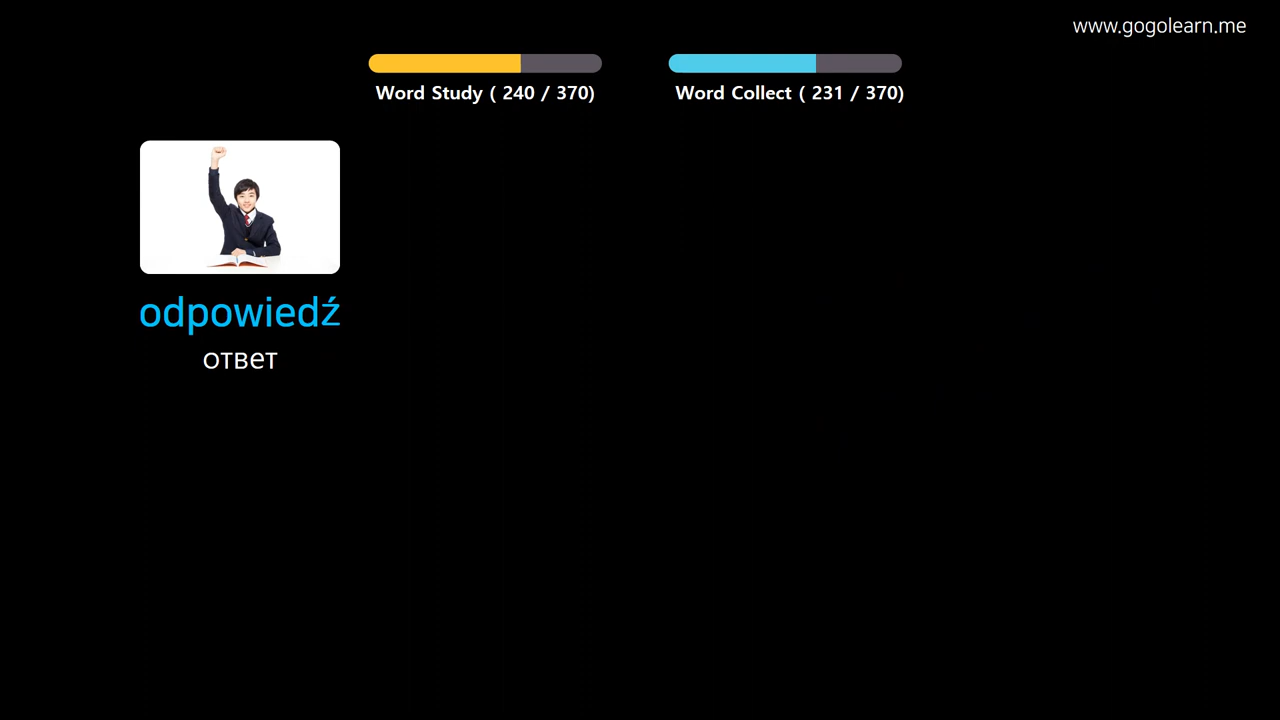 www.gogolearn.me
Word Study ( 240 / 370)
Word Collect ( 231 / 370)
odpowiedź
ответ